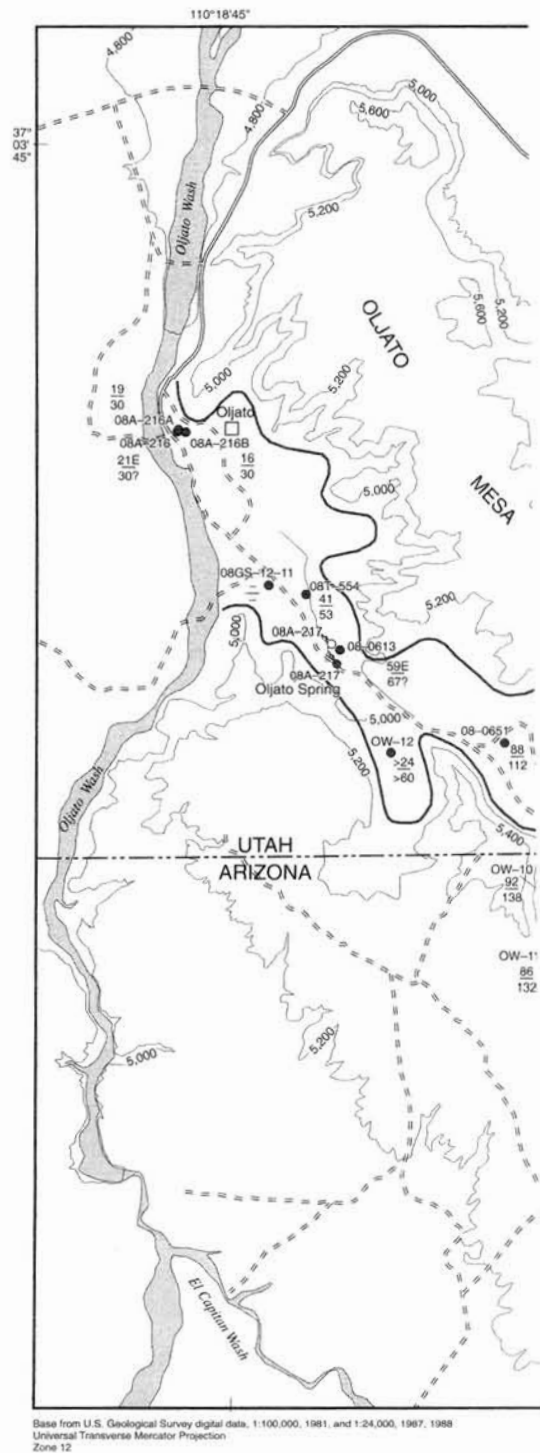 110°18'45"
4,800
5,000
5,600
4,800
37°
03'
45"
5,200
Oljato Wash
5,200
5,600
OLJATO
5,000
5,200
19
30
08A-216A
Oljato
08A-216
08A-216B
21E
30?
16
30
5,000
MESA
08GS-12-11
08T-554
41
53
5,200
5,000
08A-217
08-0613
59E
67?
08A-217
Oljato Spring
5,000
08-0651
OW-12
88
112
5,200
>24
>60
Oljato Wash
5,400
UTAH
ARIZONA
OW-10
92
138
OW-11
86
132
5,200
5,000
El Capitan Wash
Base from U.S. Geological Survey digital data, 1:100,000, 1981, and 1:24,000, 1987, 1988
Universal Transverse Mercator Projection
Zone 12